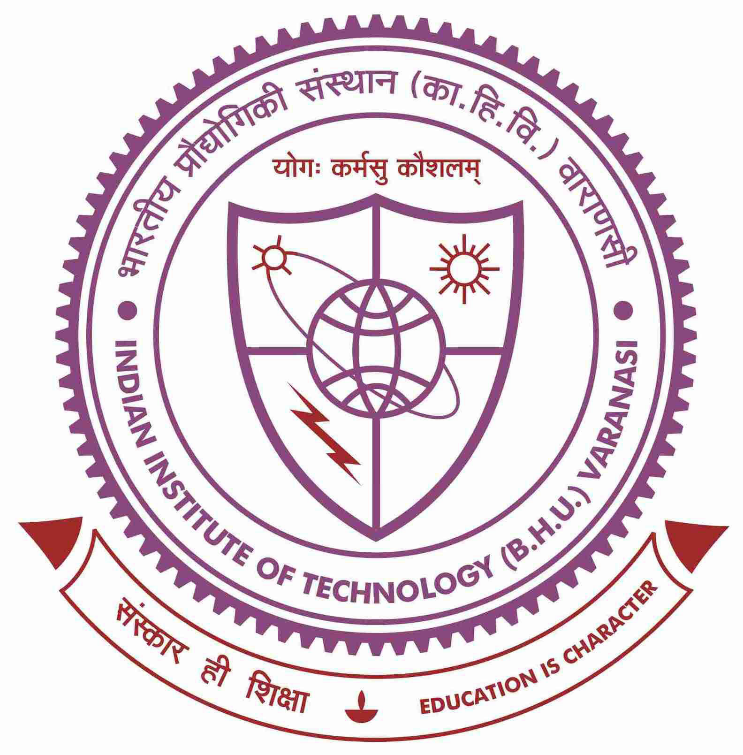 भारतीय प्रौद्योगिकी संस्थान (का.हि.वि.) वाराणसी
योगः कर्मसु कौशलम्
INDIAN INSTITUTE OF TECHNOLOGY (B.H.U.) VARANASI
संस्कार ही शिक्षा
EDUCATION IS CHARACTER